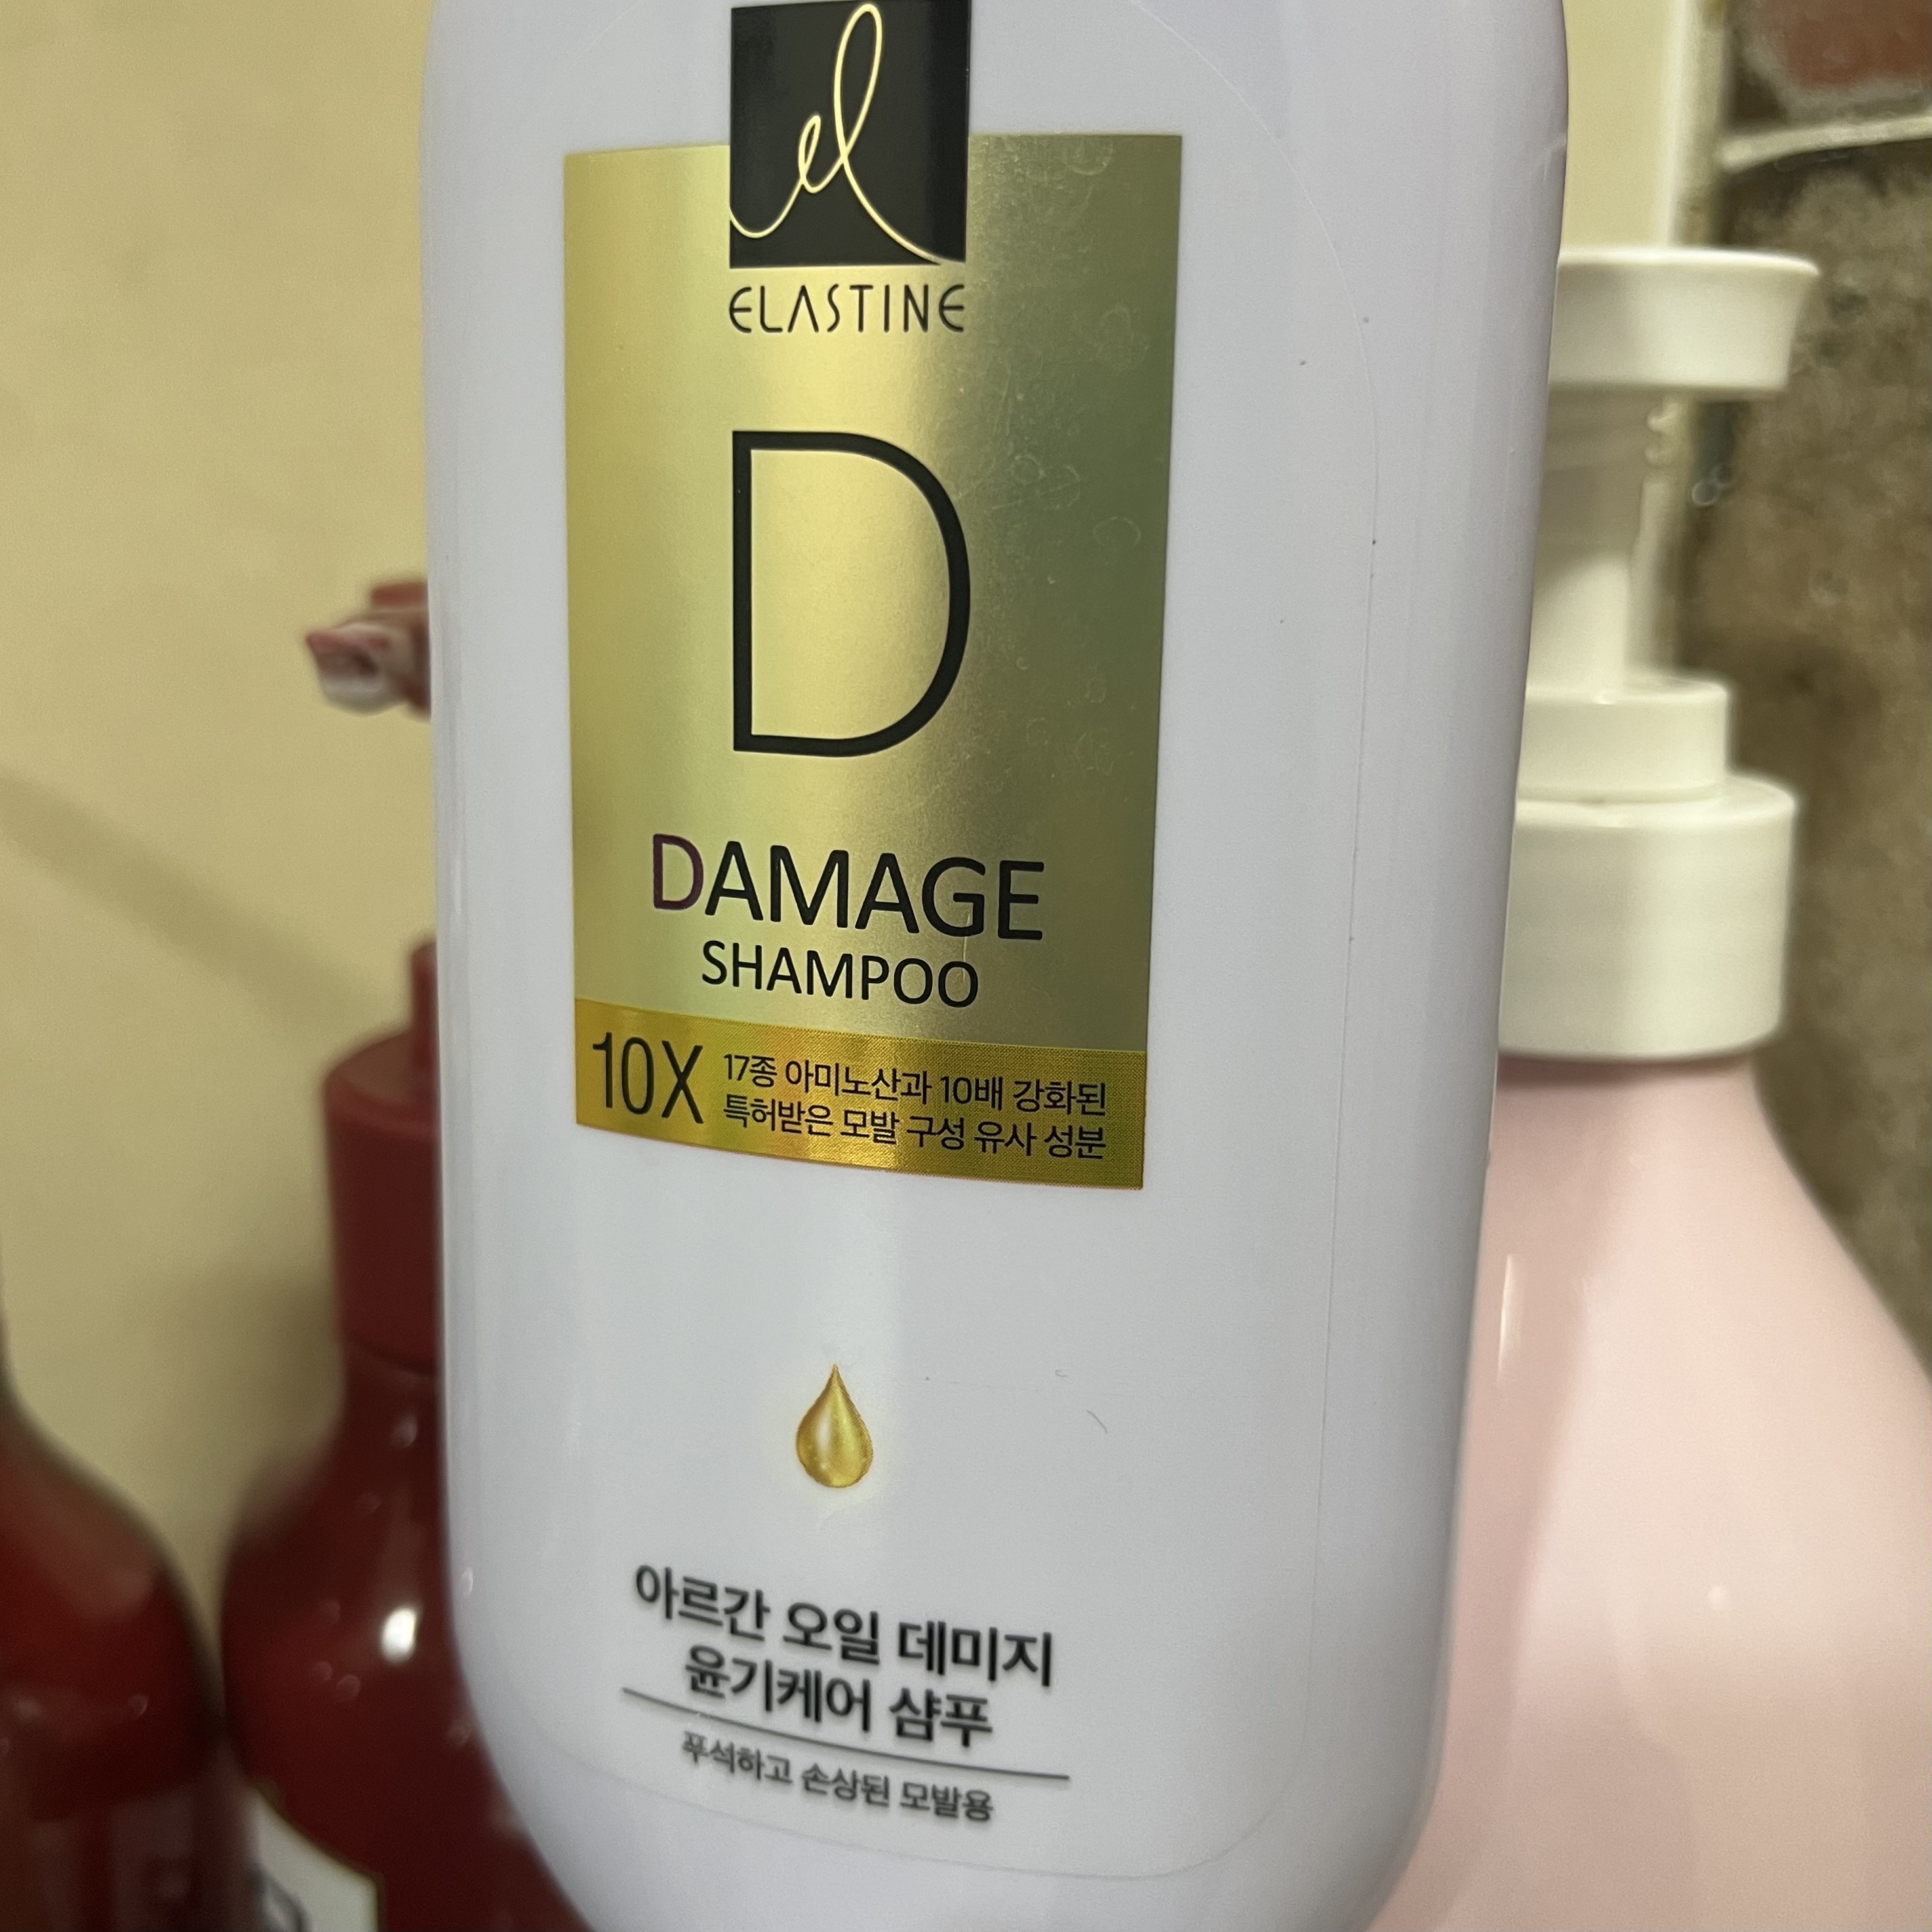 el
ELASTINE
D
DAMAGE
SHAMPOO
10X
17종 아미노산과 10배 강화된
특허받은 모발 구성 유사 성분
아르간 오일 데미지
윤기케어 샴푸
푸석하고 손상된 모발용